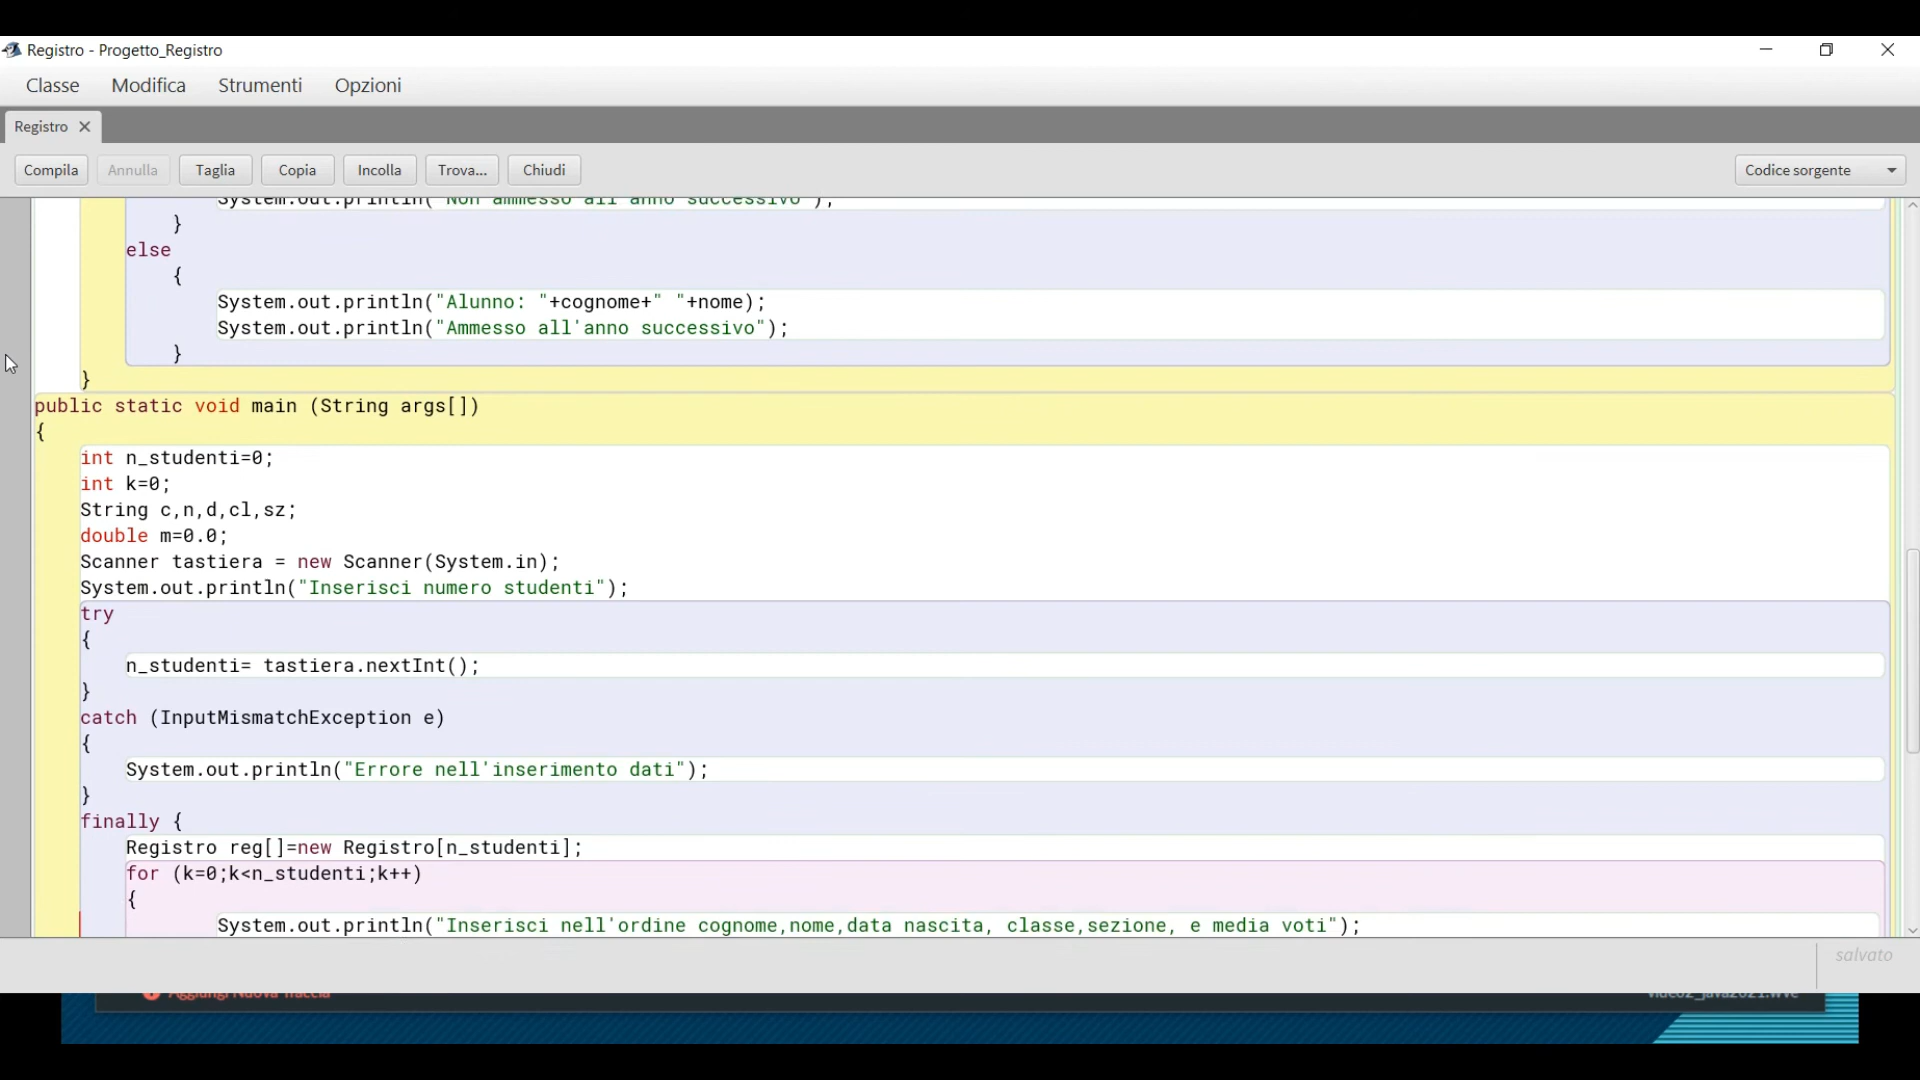 Registro - Progetto_Registro
Classe Modifica Strumenti Opzioni
Registro
Compila Annulla Taglia Copia Incolla Trova... Chiudi Codice sorgente
System.out.println("Non ammesso all'anno successivo");
}
else
{
System.out.println("Alunno: "+cognome+" "+nome);
System.out.println("Ammesso all'anno successivo");
}
}
public static void main (String args[])
{
int n_studenti=0;
int k=0;
String c,n,d,cl,sz;
double m=0.0;
Scanner tastiera = new Scanner(System.in);
System.out.println("Inserisci numero studenti");
try
{
n_studenti= tastiera.nextInt();
}
catch (InputMismatchException e)
{
System.out.println("Errore nell'inserimento dati");
}
finally {
Registro reg[]=new Registro[n_studenti];
for (k=0;k<n_studenti;k++)
{
System.out.println("Inserisci nell'ordine cognome,nome,data nascita, classe,sezione, e media voti");
salvato
Aggiungi Nuova Traccia video2_java2021.wve